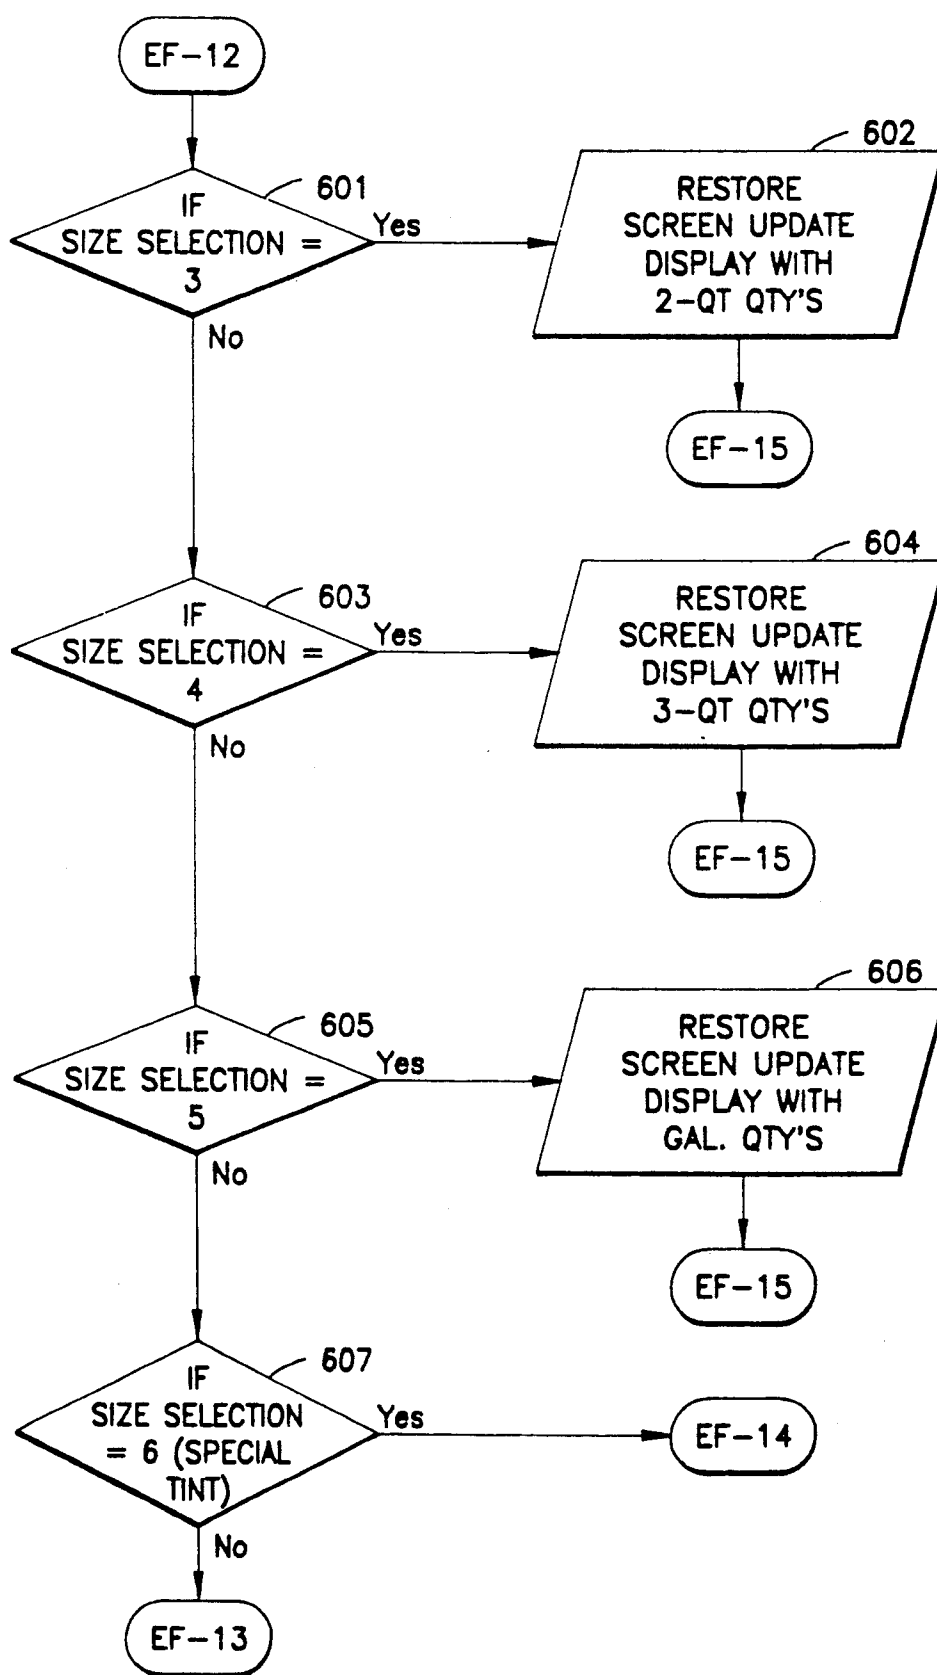 EF-12
601
IF
SIZE SELECTION =
3
Yes
No
602
RESTORE
SCREEN UPDATE
DISPLAY WITH
2-QT QTY'S
EF-15
603
IF
SIZE SELECTION =
4
Yes
No
604
RESTORE
SCREEN UPDATE
DISPLAY WITH
3-QT QTY'S
EF-15
605
IF
SIZE SELECTION =
5
Yes
No
606
RESTORE
SCREEN UPDATE
DISPLAY WITH
GAL. QTY'S
EF-15
607
IF
SIZE SELECTION
= 6 (SPECIAL
TINT)
Yes
No
EF-14
EF-13